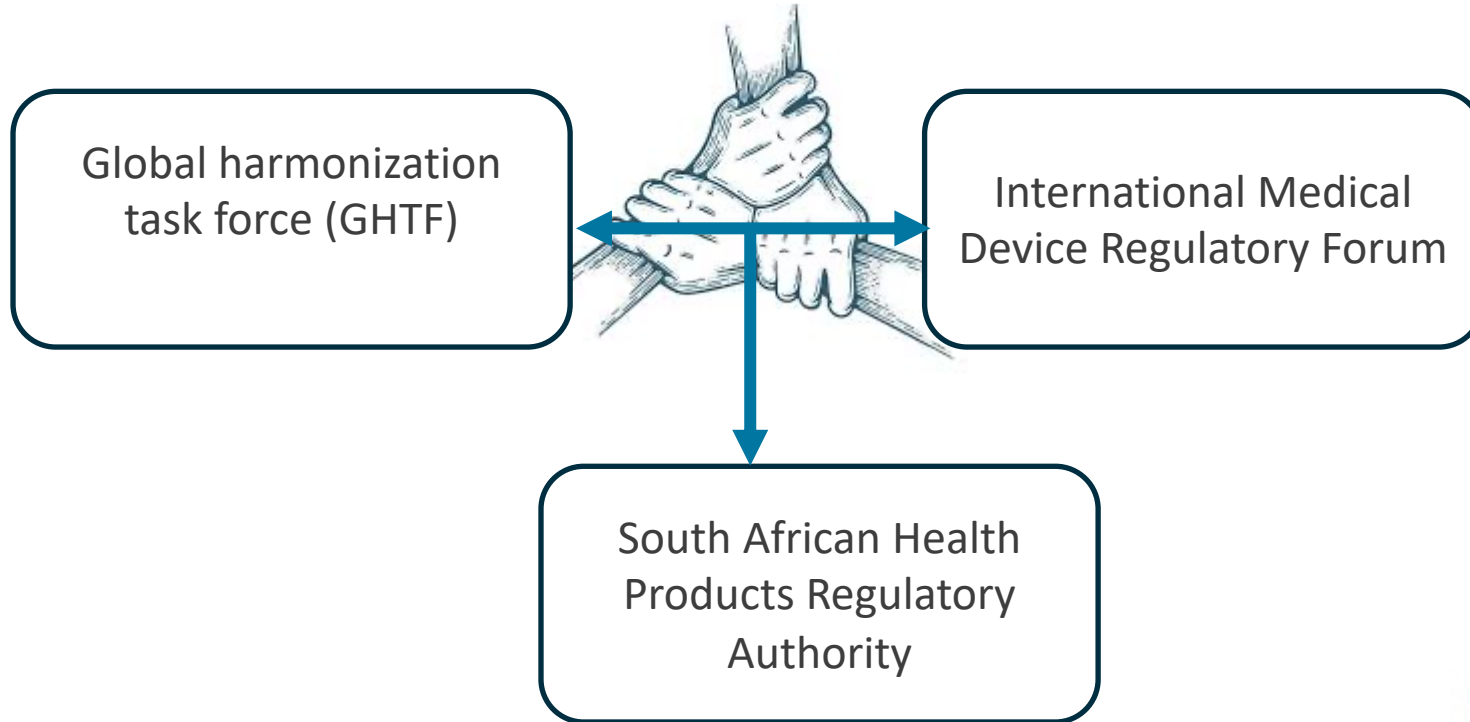 Global harmonization
task force (GHTF)
International Medical
Device Regulatory Forum
South African Health
Products Regulatory
Authority